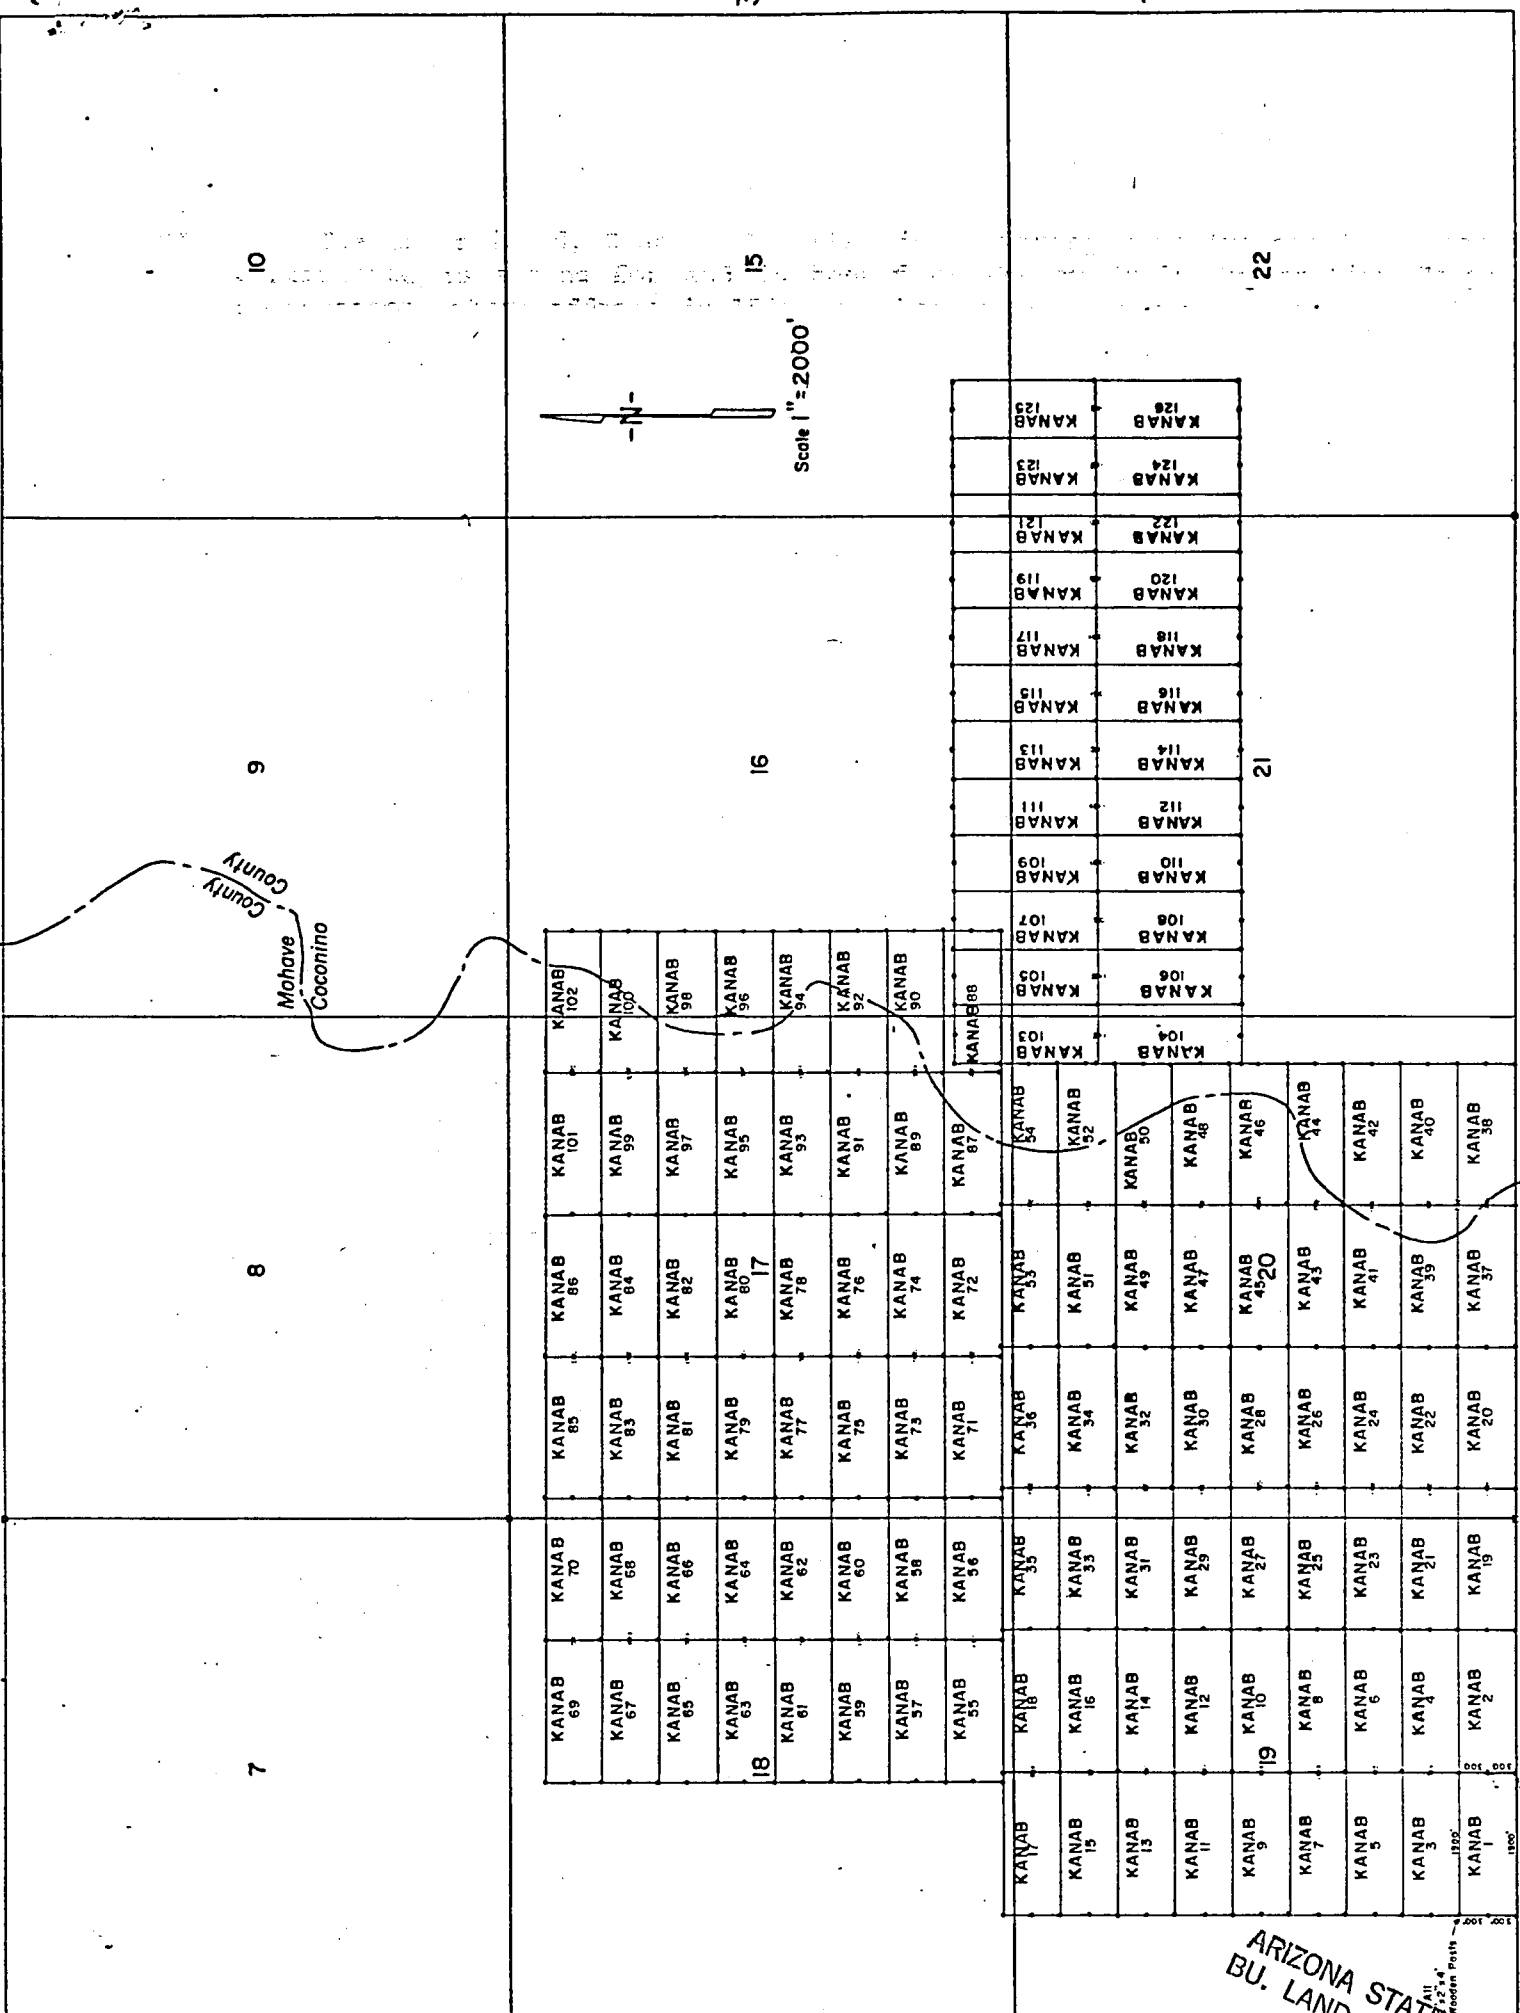 7
8
9
10
Mohave County
Coconino County
-N-
Scale 1"=2000'
18
17
16
15
KANAB 69
KANAB 70
KANAB 85
KANAB 86
KANAB 101
KANAB 102
KANAB 67
KANAB 68
KANAB 83
KANAB 84
KANAB 99
KANAB 100
KANAB 65
KANAB 66
KANAB 81
KANAB 82
KANAB 97
KANAB 98
KANAB 63
KANAB 64
KANAB 79
KANAB 80
KANAB 95
KANAB 96
KANAB 61
KANAB 62
KANAB 77
KANAB 78
KANAB 93
KANAB 94
KANAB 59
KANAB 60
KANAB 75
KANAB 76
KANAB 91
KANAB 92
KANAB 57
KANAB 58
KANAB 73
KANAB 74
KANAB 89
KANAB 90
KANAB 55
KANAB 56
KANAB 71
KANAB 72
KANAB 87
KANAB 88
KANAB 17
KANAB 18
KANAB 35
KANAB 36
KANAB 53
KANAB 54
KANAB 15
KANAB 16
KANAB 33
KANAB 34
KANAB 51
KANAB 52
KANAB 13
KANAB 14
KANAB 31
KANAB 32
KANAB 49
KANAB 50
KANAB 11
KANAB 12
KANAB 29
KANAB 30
KANAB 47
KANAB 48
KANAB 9
KANAB 10
KANAB 27
KANAB 28
KANAB 45
KANAB 46
19
20
21
22
KANAB 7
KANAB 8
KANAB 25
KANAB 26
KANAB 43
KANAB 44
KANAB 5
KANAB 6
KANAB 23
KANAB 24
KANAB 41
KANAB 42
KANAB 3
KANAB 4
KANAB 21
KANAB 22
KANAB 39
KANAB 40
KANAB 1
KANAB 2
KANAB 19
KANAB 20
KANAB 37
KANAB 38
KANAB 103
KANAB 105
KANAB 107
KANAB 109
KANAB 111
KANAB 113
KANAB 115
KANAB 117
KANAB 119
KANAB 121
KANAB 123
KANAB 125
KANAB 104
KANAB 106
KANAB 108
KANAB 110
KANAB 112
KANAB 114
KANAB 116
KANAB 118
KANAB 120
KANAB 122
KANAB 124
KANAB 126
1500'
1500'
300'
300'
300
300
All
2"x2"x4'
Wooden Posts
ARIZONA STATE
BU. LAND